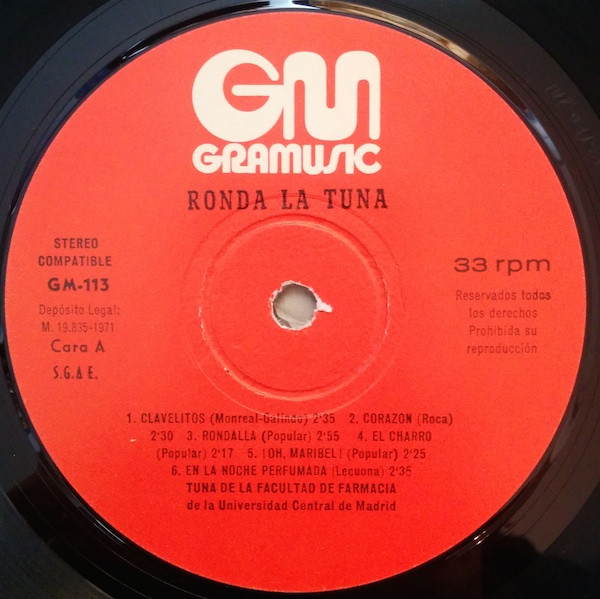 GM
GRAMUSIC
RONDA LA TUNA
STEREO
COMPATIBLE
GM-113
Depósito Legal:
M. 19.835-1971
Cara A
S.G.A E.
33 rpm
Reservados todos
los derechos
Prohibida su
reproducción
1. CLAVELITOS (Monreal-Galindo) 2'35 2. CORAZON (Roca)
2'30 3. RONDALLA (Popular) 2'55 4. EL CHARRO
(Popular) 2'17 5. ¡OH, MARIBEL! (Popular) 2'25
6. EN LA NOCHE PERFUMADA (Lecuona) 2'35
TUNA DE LA FACULTAD DE FARMACIA
de la Universidad Central de Madrid